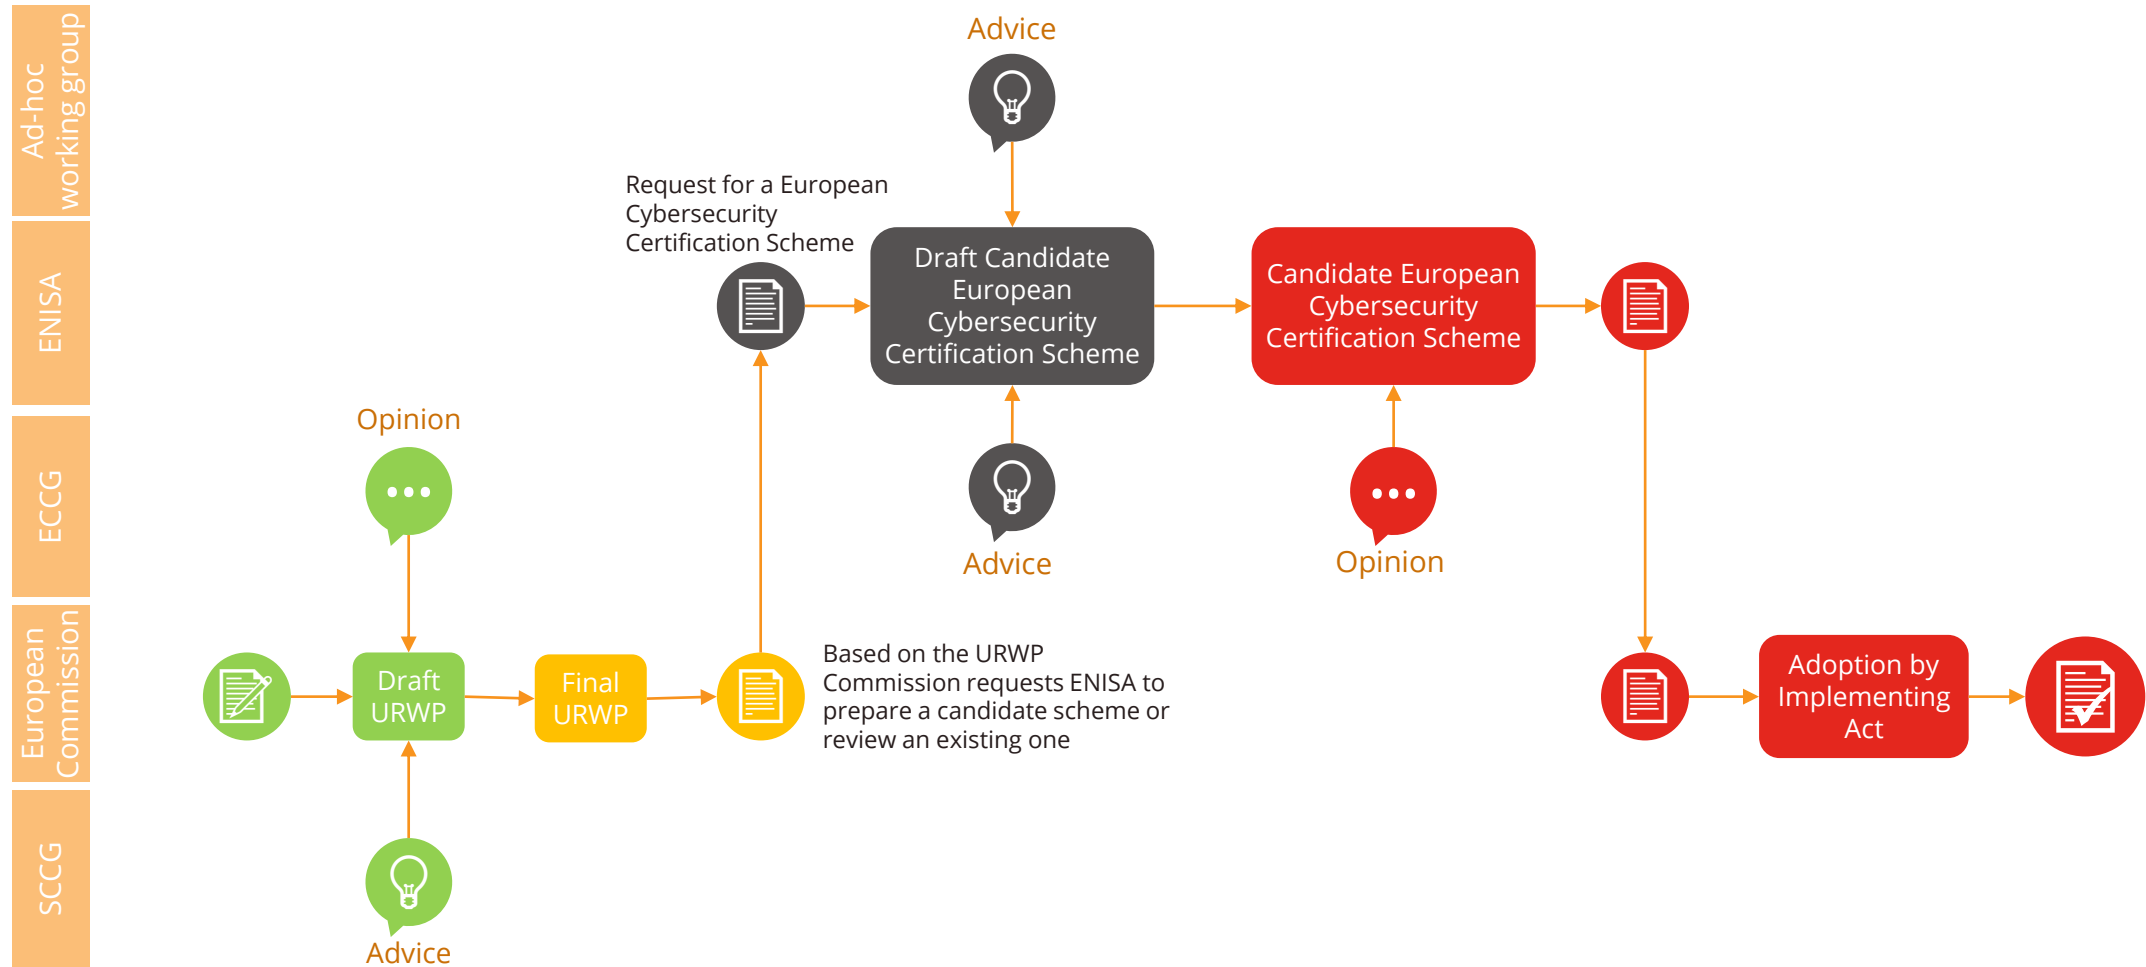 Ad-hoc
working group
ENISA
ECCG
European
Commission
SCCG
Advice
Request for a European
Cybersecurity
Certification Scheme
Draft Candidate
European
Cybersecurity
Certification Scheme
Candidate European
Cybersecurity
Certification Scheme
Opinion
Advice
Opinion
Draft
URWP
Final
URWP
Based on the URWP
Commission requests ENISA to
prepare a candidate scheme or
review an existing one
Adoption by
Implementing
Act
Advice